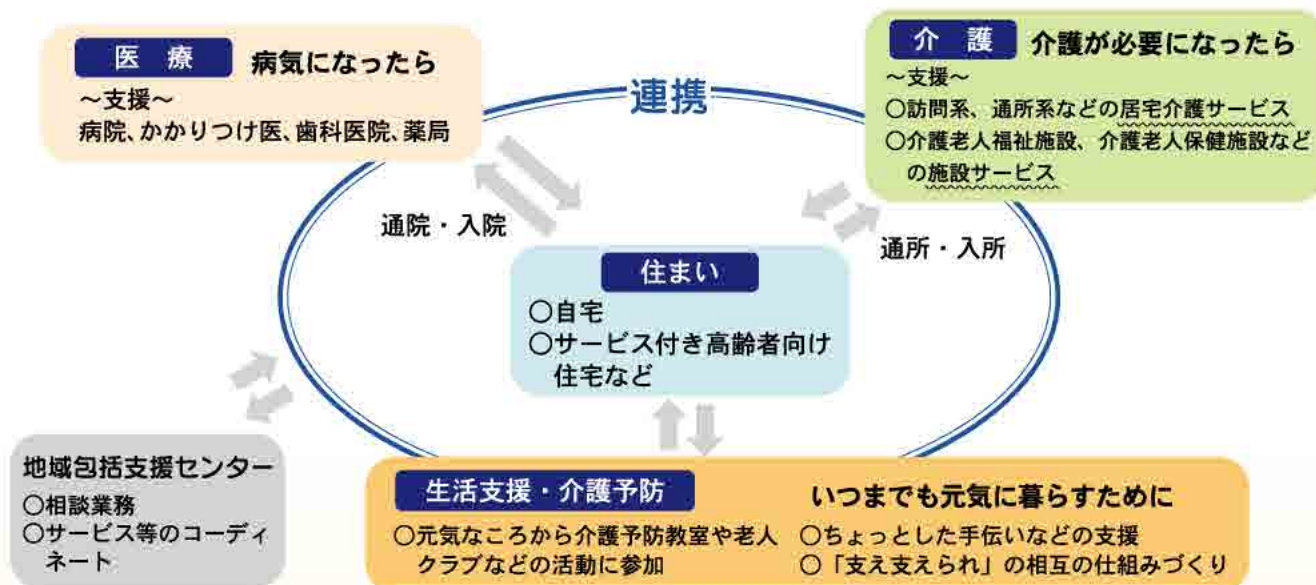 医 療 病気になったら
～支援～
病院、かかりつけ医、歯科医院、薬局
連携
介 護 介護が必要になったら
～支援～
○訪問系、通所系などの居宅介護サービス
○介護老人福祉施設、介護老人保健施設など
の施設サービス
通院・入院
通所・入所
住まい
○自宅
○サービス付き高齢者向け
住宅など
地域包括支援センター
○相談業務
○サービス等のコーディ
ネート
生活支援・介護予防 いつまでも元気に暮らすために
○元気なころから介護予防教室や老人
クラブなどの活動に参加
○ちょっとした手伝いなどの支援
○「支え支えられ」の相互の仕組みづくり